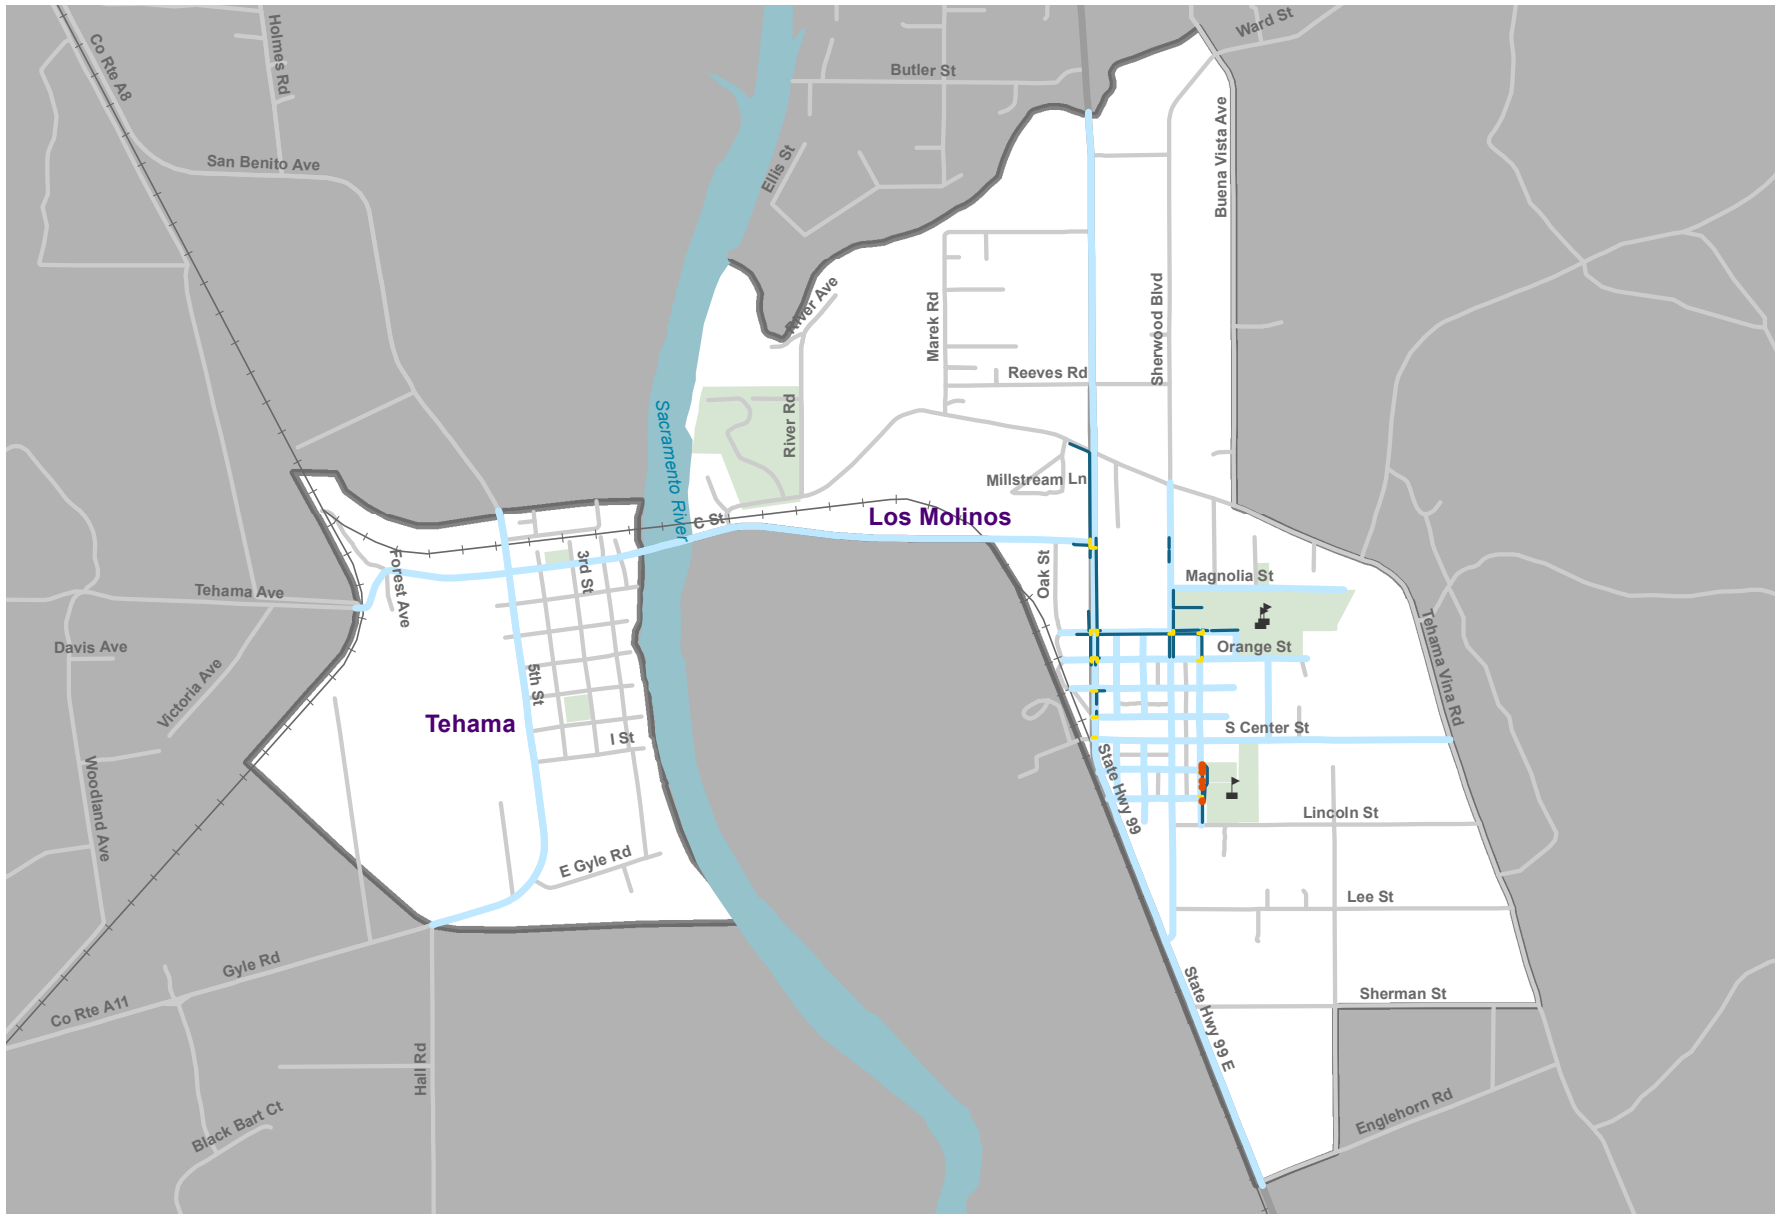 Ward St
Holmes Rd
Co Rte A8
Butler St
San Benito Ave
Ellis St
Buena Vista Ave
River Ave
Marek Rd
Sherwood Blvd
Reeves Rd
Sacramento River
River Rd
Millstream Ln
C St
Los Molinos
Forest Ave
3rd St
Oak St
Magnolia St
Tehama Ave
Davis Ave
Orange St
Tehama Vina Rd
Victoria Ave
5th St
Tehama
I St
S Center St
Woodland Ave
State Hwy 99
Lincoln St
E Gyle Rd
Lee St
Gyle Rd
Co Rte A11
State Hwy 99 E
Sherman St
Hall Rd
Black Bart Ct
Englehorn Rd